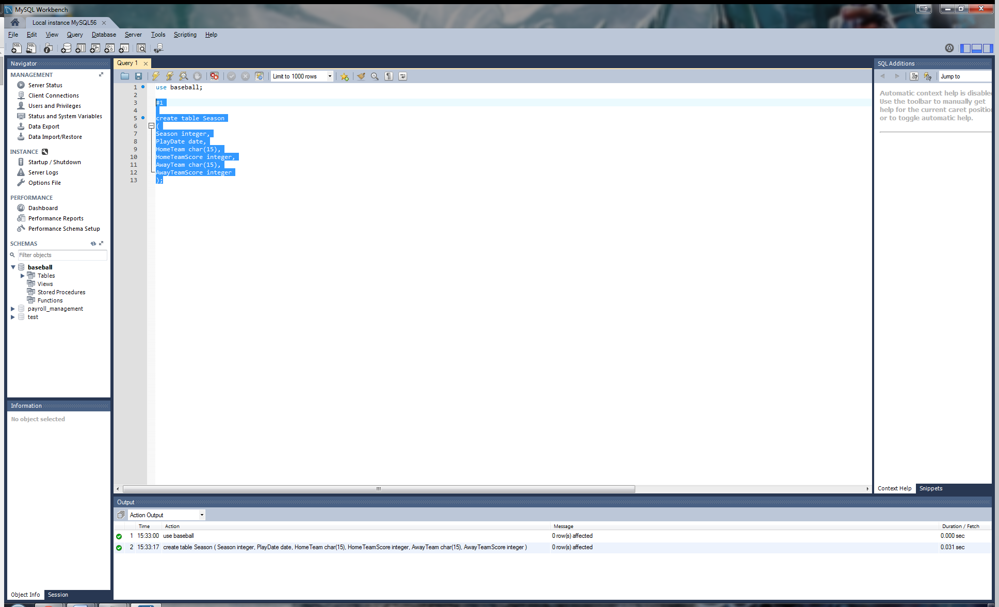 MySQL Workbench
Local instance MySQL56
File Edit View Query Database Server Tools Scripting Help
Navigator
MANAGEMENT
Server Status
Client Connections
Users and Privileges
Status and System Variables
Data Export
Data Import/Restore
INSTANCE
Startup / Shutdown
Server Logs
Options File
PERFORMANCE
Dashboard
Performance Reports
Performance Schema Setup
SCHEMAS
Filter objects
baseball
Tables
Views
Stored Procedures
Functions
payroll_management
test
Information
No object selected
Object Info Session
Query 1
Limit to 1000 rows
1 use baseball;
2
3 #1
4
5 create table Season
6 (
7 Season integer,
8 PlayDate date,
9 HomeTeam char(15),
10 HomeTeamScore integer,
11 AwayTeam char(15),
12 AwayTeamScore integer
13 );
SQL Additions
Jump to
Automatic context help is disable
Use the toolbar to manually get
help for the current caret positio
or to toggle automatic help.
Context Help Snippets
Output
Action Output
Time Action Message Duration / Fetch
1 15:33:00 use baseball 0 row(s) affected 0.000 sec
2 15:33:17 create table Season ( Season integer, PlayDate date, HomeTeam char(15), HomeTeamScore integer, AwayTeam char(15), AwayTeamScore integer ) 0 row(s) affected 0.031 sec